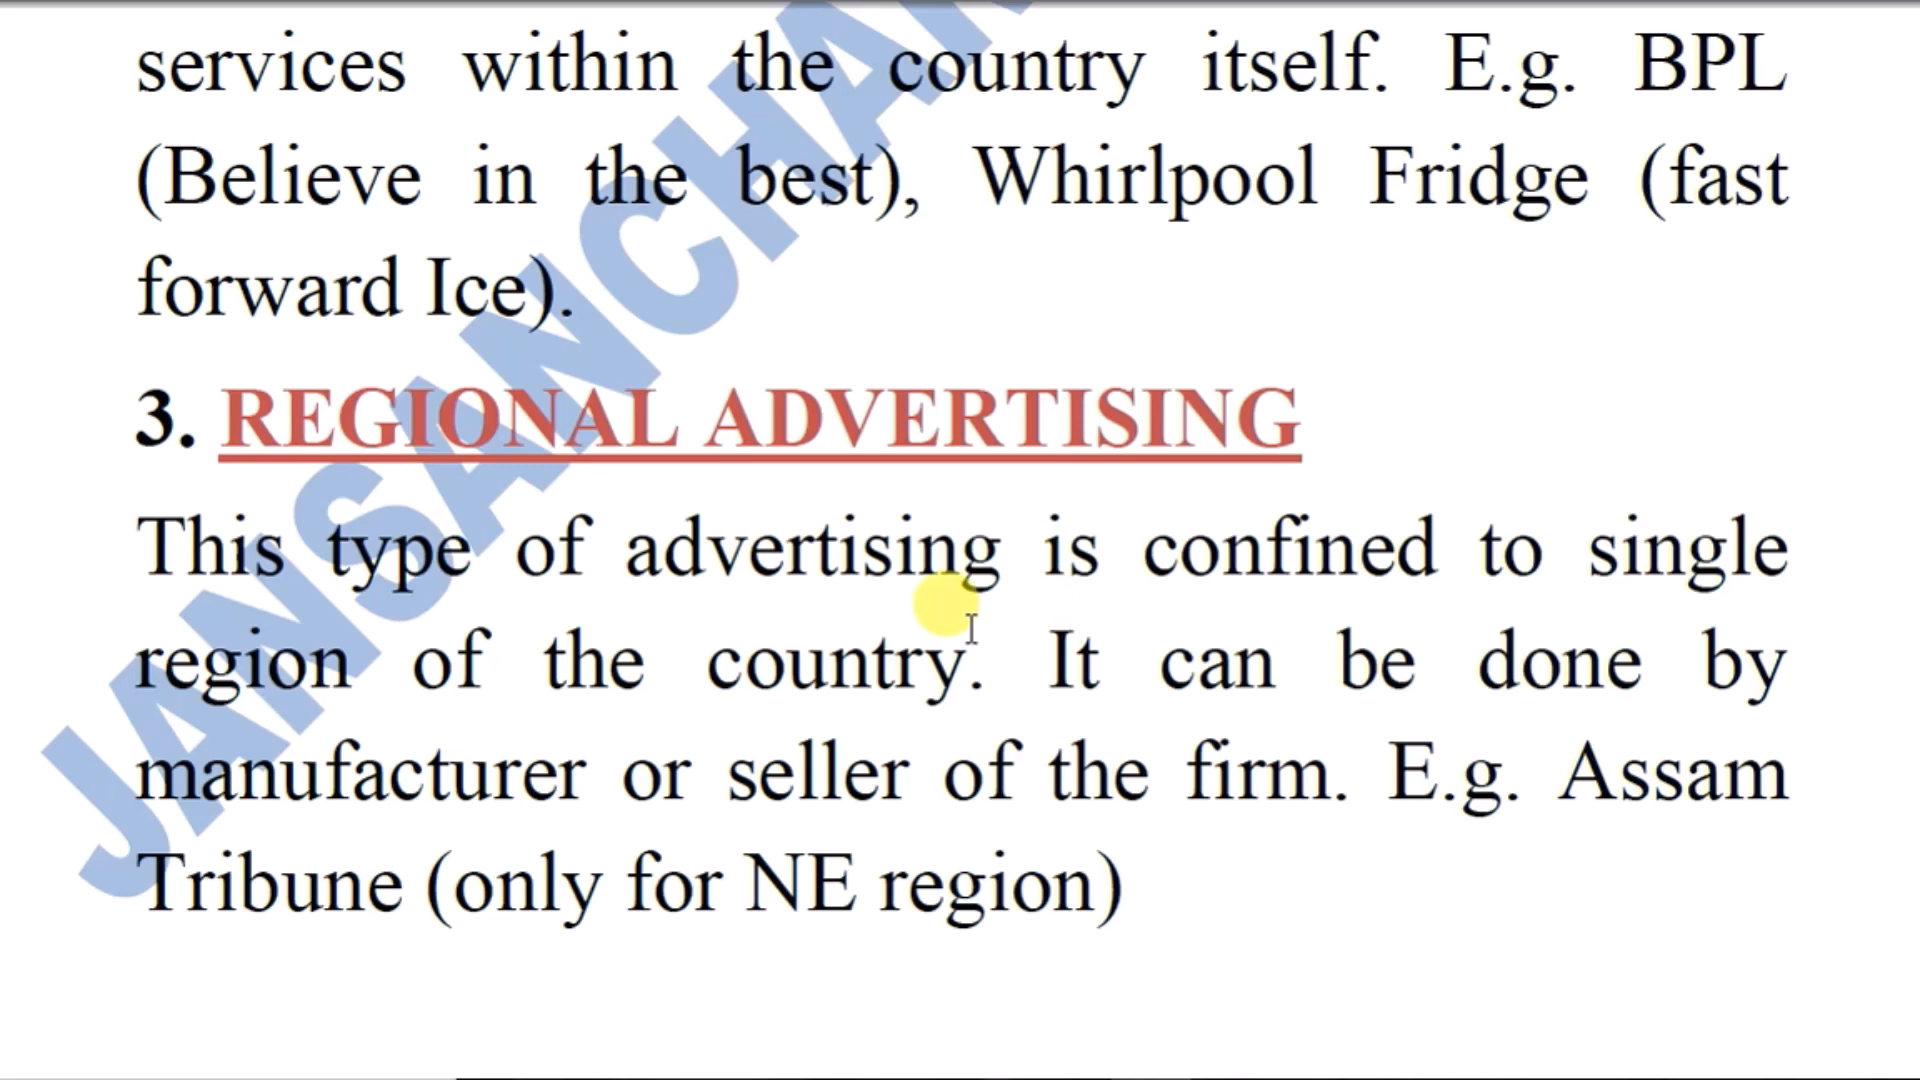 services within the country itself. E.g. BPL
(Believe in the best), Whirlpool Fridge (fast
forward Ice).
3. REGIONAL ADVERTISING
This type of advertising is confined to single
region of the country. It can be done by
manufacturer or seller of the firm. E.g. Assam
Tribune (only for NE region)
JANSANCHAR